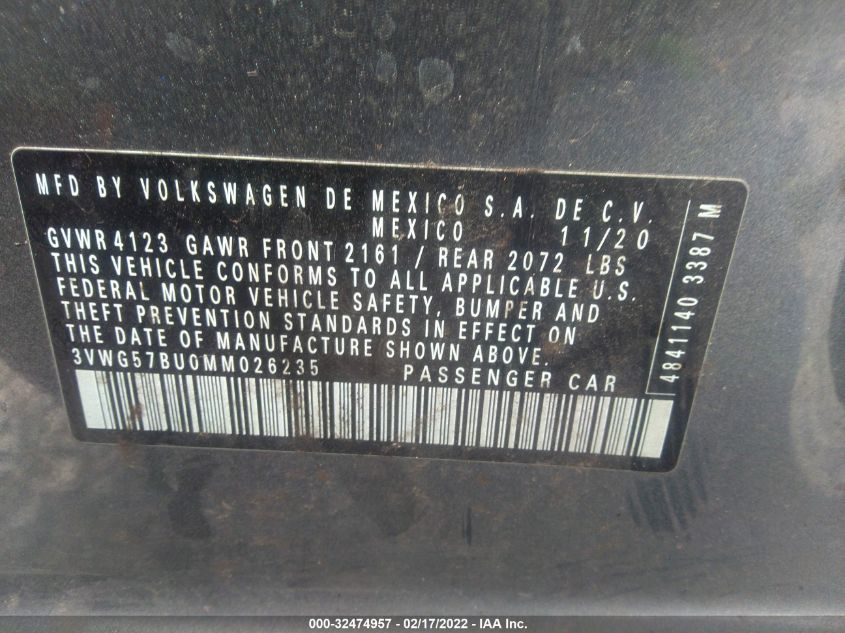 MFD BY VOLKSWAGEN DE MEXICO S.A. DE C.V.
MEXICO 11/20
GVWR 4123 GAWR FRONT 2161 / REAR 2072 LBS
THIS VEHICLE CONFORMS TO ALL APPLICABLE U.S.
FEDERAL MOTOR VEHICLE SAFETY, BUMPER AND
THEFT PREVENTION STANDARDS IN EFFECT ON
THE DATE OF MANUFACTURE SHOWN ABOVE.
3VWG57BU0MM026235 PASSENGER CAR
4841140 3387 M
000-32474957 - 02/17/2022 - IAA Inc.